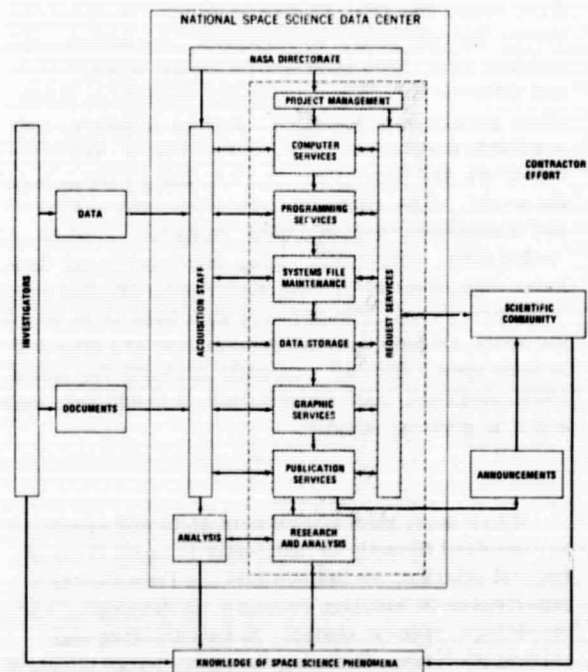 NATIONAL SPACE SCIENCE DATA CENTER
NASA DIRECTORATE
PROJECT MANAGEMENT
COMPUTER
SERVICES
CONTRACTOR
EFFORT
DATA
PROGRAMMING
SERVICES
SYSTEMS FILE
MAINTENANCE
INVESTIGATORS
ACQUISITION STAFF
REQUEST SERVICES
SCIENTIFIC
COMMUNITY
DATA STORAGE
DOCUMENTS
GRAPHIC
SERVICES
PUBLICATION
SERVICES
ANNOUNCEMENTS
ANALYSIS
RESEARCH
AND ANALYSIS
KNOWLEDGE OF SPACE SCIENCE PHENOMENA